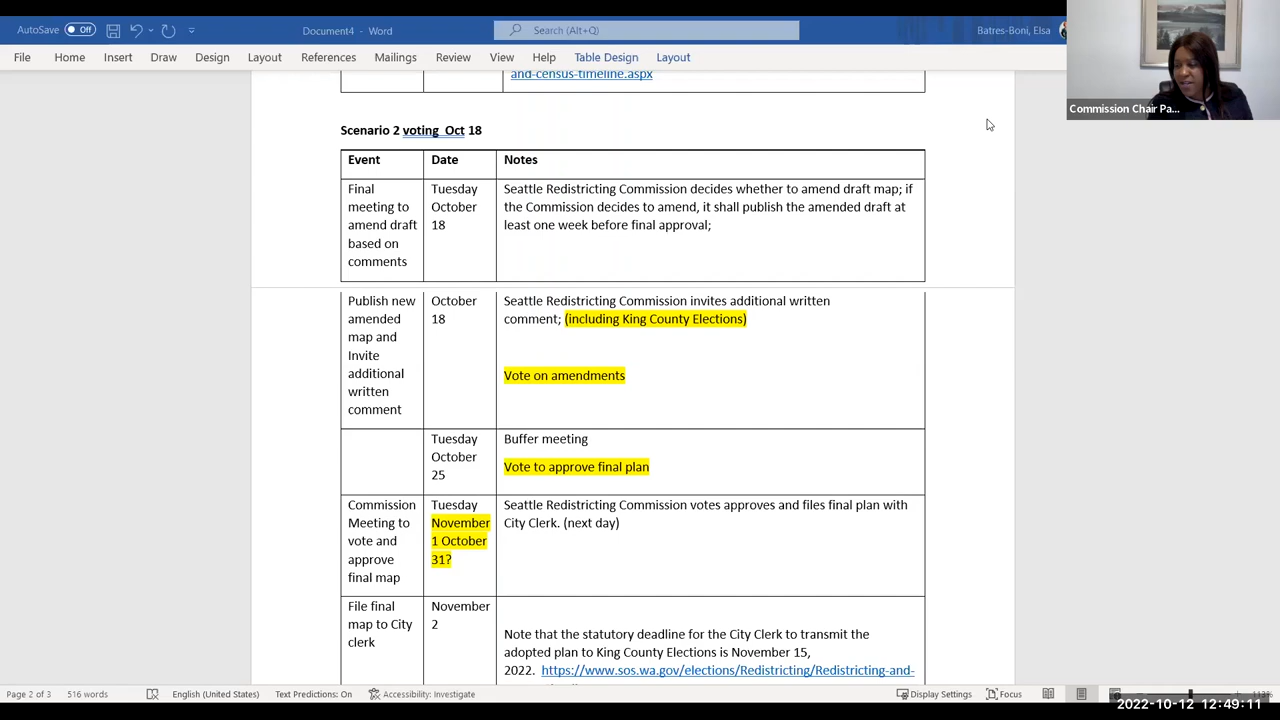 AutoSave Off Document4 - Word Search (Alt+Q) Batres-Boni, Elsa
File Home Insert Draw Design Layout References Mailings Review View Help Table Design Layout
Commission Chair Pa...
and-census-timeline.aspx
Scenario 2 voting Oct 18
Event Date Notes
Final
meeting to
amend draft
based on
comments
Tuesday
October
18
Seattle Redistricting Commission decides whether to amend draft map; if
the Commission decides to amend, it shall publish the amended draft at
least one week before final approval;
Publish new
amended
map and
Invite
additional
written
comment
October
18
Seattle Redistricting Commission invites additional written
comment; (including King County Elections)
Vote on amendments
Tuesday
October
25
Buffer meeting
Vote to approve final plan
Commission
Meeting to
vote and
approve
final map
Tuesday
November
1 October
31?
Seattle Redistricting Commission votes approves and files final plan with
City Clerk. (next day)
File final
map to City
clerk
November
2
Note that the statutory deadline for the City Clerk to transmit the
adopted plan to King County Elections is November 15,
2022. https://www.sos.wa.gov/elections/Redistricting/Redistricting-and-
Page 2 of 3 516 words English (United States) Text Predictions: On Accessibility: Investigate Display Settings Focus
2022-10-12 12:49:11